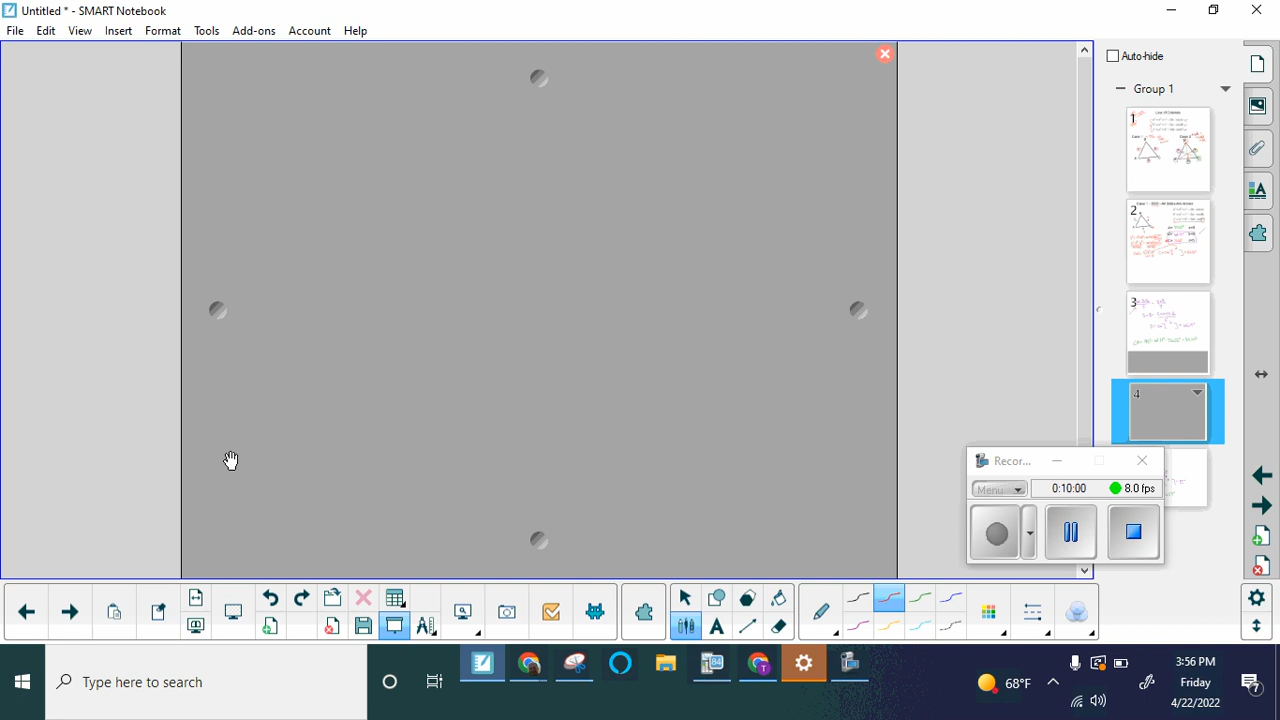 Untitled * - SMART Notebook
File Edit View Insert Format Tools Add-ons Account Help
Auto-hide
Group 1
1
2
3
4
Recor...
Menu
0:10:00 8.0 fps
Type here to search
68°F
3:56 PM
Friday
4/22/2022
7